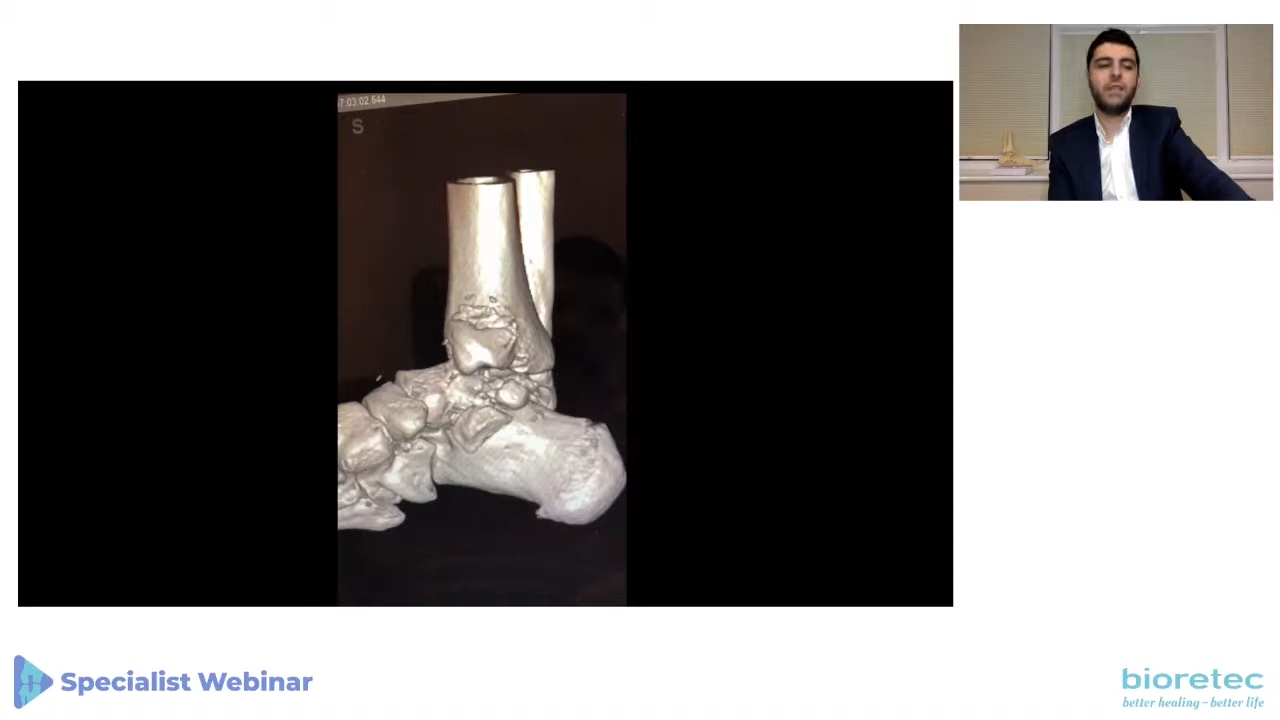 7:03:02.644
S
Specialist Webinar
bioretec
better healing – better life